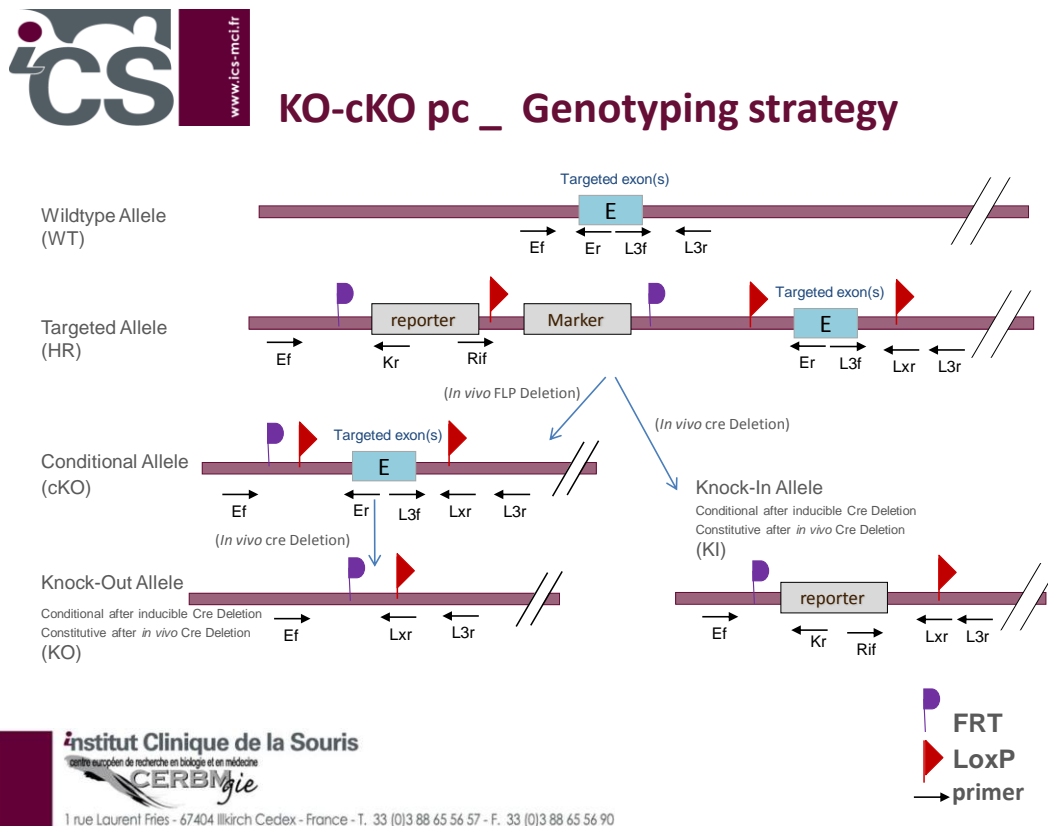 iCS
www.ics-mci.fr
KO-cKO pc _ Genotyping strategy
Targeted exon(s)
Wildtype Allele
(WT)
E
Ef
Er
L3f
L3r
Targeted exon(s)
Targeted Allele
(HR)
reporter
Marker
E
Ef
Kr
Rif
Er
L3f
Lxr
L3r
(In vivo FLP Deletion)
(In vivo cre Deletion)
Targeted exon(s)
Conditional Allele
(cKO)
E
Ef
Er
L3f
Lxr
L3r
(In vivo cre Deletion)
Knock-In Allele
Conditional after inducible Cre Deletion
Constitutive after in vivo Cre Deletion
(KI)
Knock-Out Allele
Conditional after inducible Cre Deletion
Constitutive after in vivo Cre Deletion
(KO)
Ef
Lxr
L3r
reporter
Ef
Kr
Rif
Lxr
L3r
FRT
LoxP
primer
institut Clinique de la Souris
centre européen de recherche en biologie et en médecine
CERBM gie
1 rue Laurent Fries - 67404 Illkirch Cedex - France - T. 33 (0)3 88 65 56 57 - F. 33 (0)3 88 65 56 90